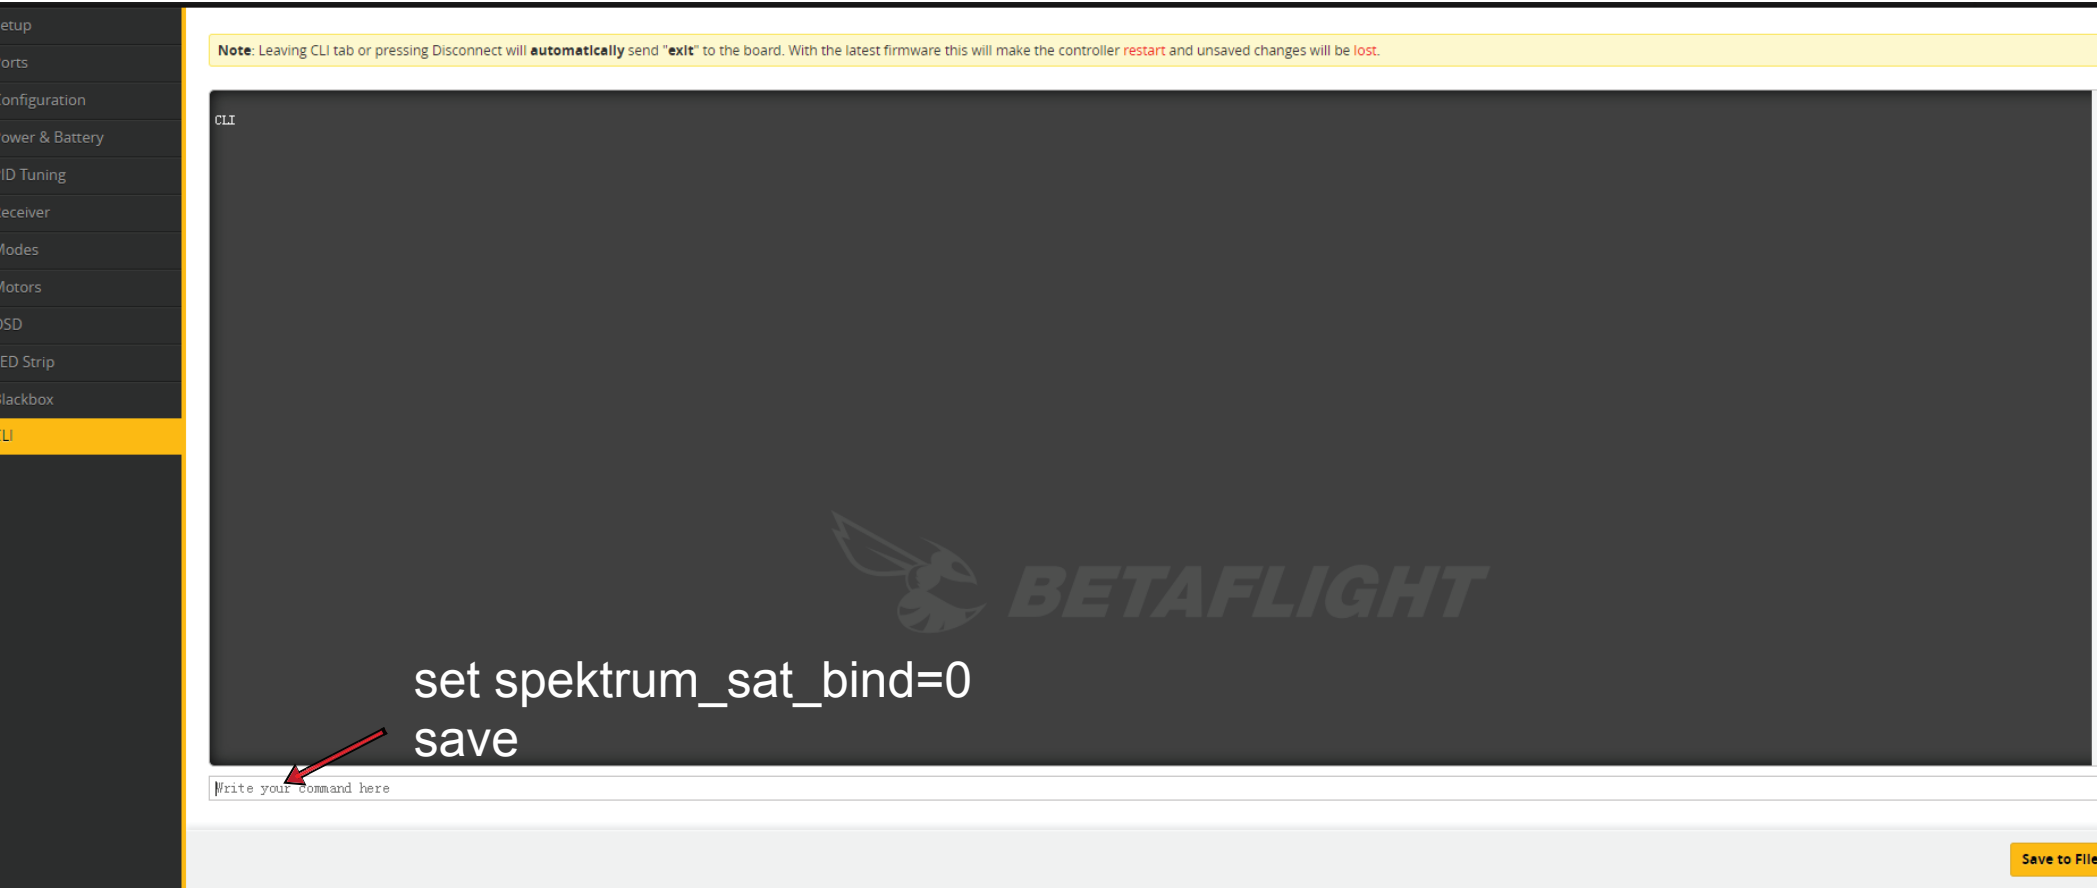 etup
orts
onfiguration
ower & Battery
ID Tuning
eceiver
Modes
Motors
OSD
ED Strip
Blackbox
CLI
Note: Leaving CLI tab or pressing Disconnect will automatically send "exit" to the board. With the latest firmware this will make the controller restart and unsaved changes will be lost.
CLI
BETAFLIGHT
set spektrum_sat_bind=0
save
Write your command here
Save to File